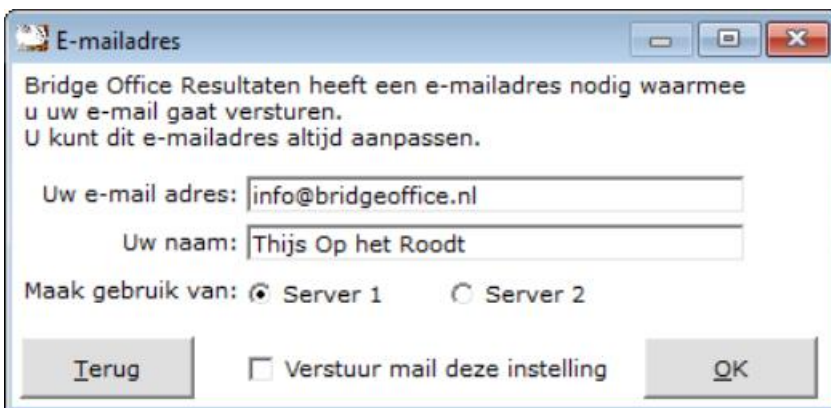 E-mailadres
Bridge Office Resultaten heeft een e-mailadres nodig waarmee
u uw e-mail gaat versturen.
U kunt dit e-mailadres altijd aanpassen.
Uw e-mail adres: info@bridgeoffice.nl
Uw naam: Thijs Op het Roodt
Maak gebruik van: Server 1 Server 2
Terug Verstuur mail deze instelling OK